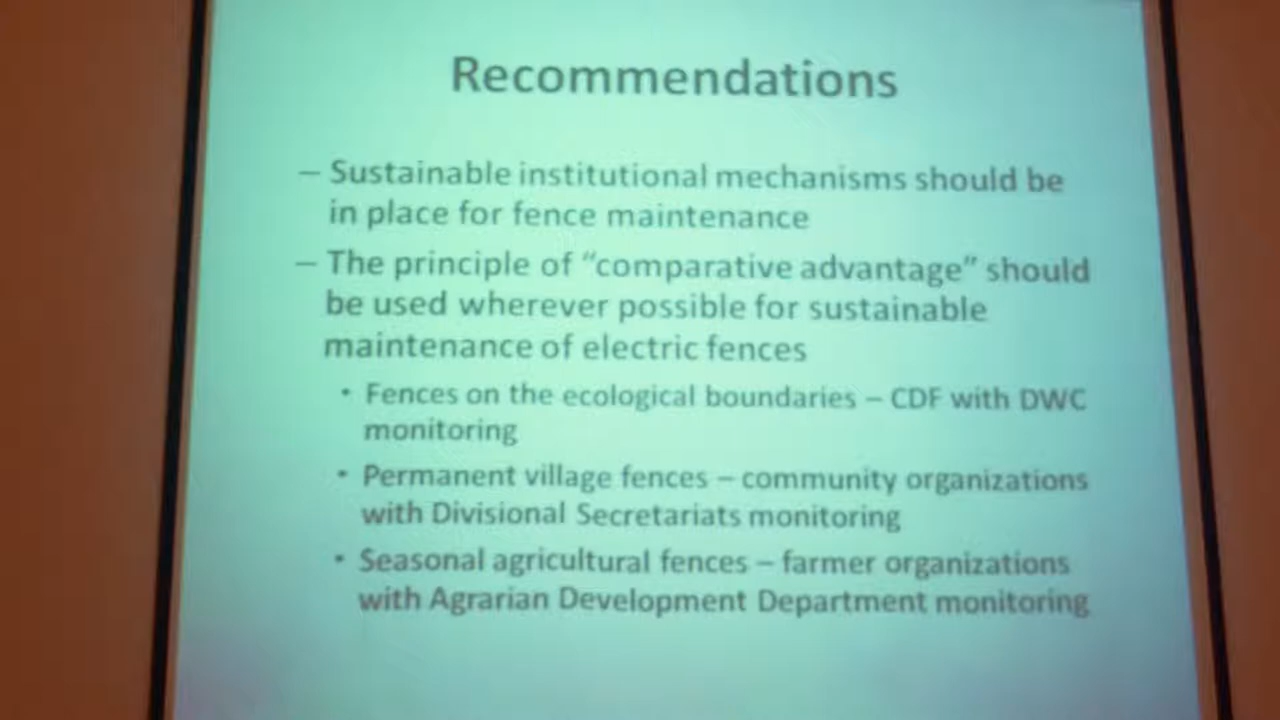 Recommendations
– Sustainable institutional mechanisms should be
in place for fence maintenance
– The principle of “comparative advantage” should
be used wherever possible for sustainable
maintenance of electric fences
• Fences on the ecological boundaries – CDF with DWC
monitoring
• Permanent village fences – community organizations
with Divisional Secretariats monitoring
• Seasonal agricultural fences – farmer organizations
with Agrarian Development Department monitoring